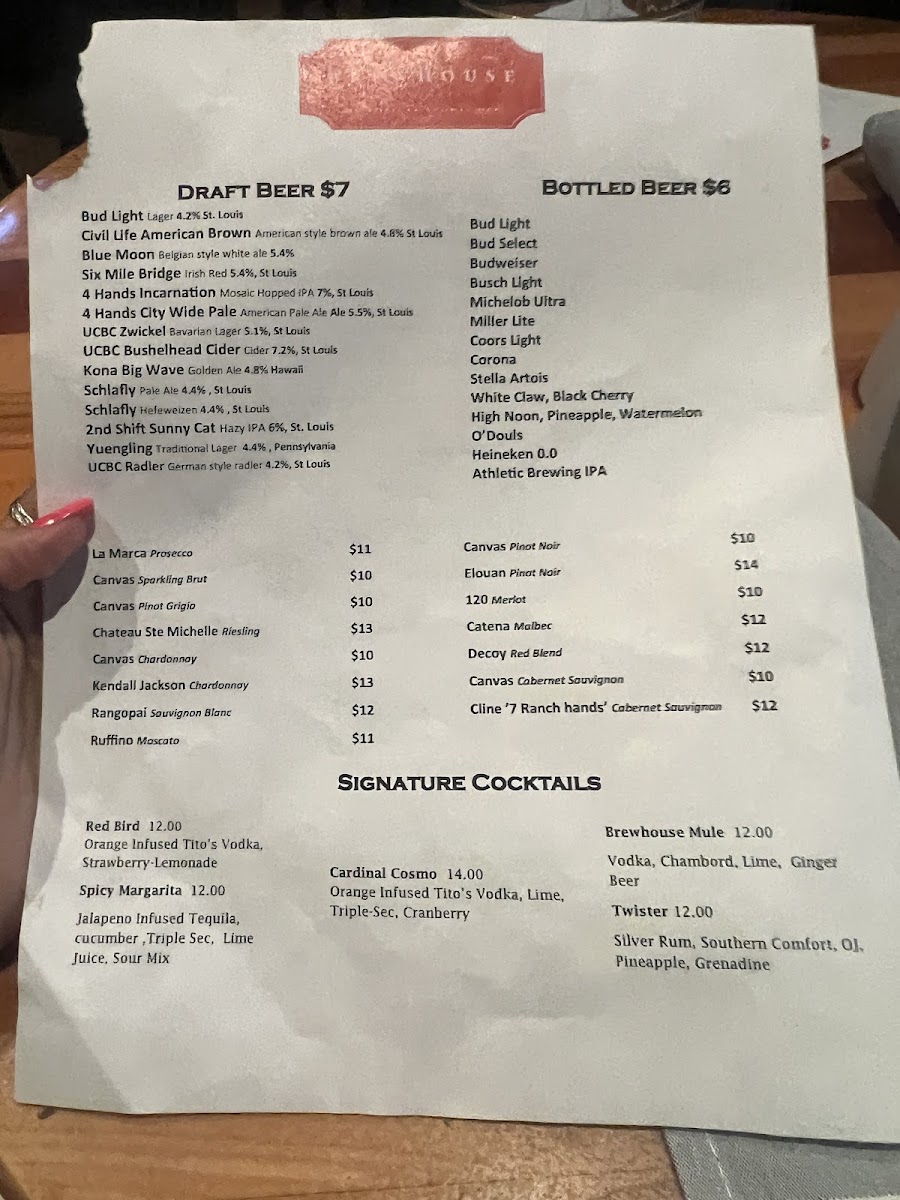 HOUSE
DRAFT BEER $7
Bud Light Lager 4.2% St. Louis
Civil Life American Brown American style brown ale 4.8% St Louis
Blue Moon Belgian style white ale 5.4%
Six Mile Bridge Irish Red 5.4%, St Louis
4 Hands Incarnation Mosaic Hopped IPA 7%, St Louis
4 Hands City Wide Pale American Pale Ale Ale 5.5%, St Louis
UCBC Zwickel Bavarian Lager 5.1%, St Louis
UCBC Bushelhead Cider Cider 7.2%, St Louis
Kona Big Wave Golden Ale 4.8% Hawaii
Schlafly Pale Ale 4.4% , St Louis
Schlafly Hefeweizen 4.4% , St Louis
2nd Shift Sunny Cat Hazy IPA 6%, St. Louis
Yuengling Traditional Lager 4.4% , Pennsylvania
UCBC Radler German style radler 4.2%, St Louis
BOTTLED BEER $6
Bud Light
Bud Select
Budweiser
Busch Light
Michelob Ultra
Miller Lite
Coors Light
Corona
Stella Artois
White Claw, Black Cherry
High Noon, Pineapple, Watermelon
O'Douls
Heineken 0.0
Athletic Brewing IPA
La Marca Prosecco $11
Canvas Sparkling Brut $10
Canvas Pinot Grigio $10
Chateau Ste Michelle Riesling $13
Canvas Chardonnay $10
Kendall Jackson Chardonnay $13
Rangopai Sauvignon Blanc $12
Ruffino Moscato $11
Canvas Pinot Noir $10
Elouan Pinot Noir $14
120 Merlot $10
Catena Malbec $12
Decoy Red Blend $12
Canvas Cabernet Sauvignon $10
Cline '7 Ranch hands' Cabernet Sauvignon $12
SIGNATURE COCKTAILS
Red Bird 12.00
Orange Infused Tito's Vodka,
Strawberry-Lemonade
Spicy Margarita 12.00
Jalapeno Infused Tequila,
cucumber ,Triple Sec, Lime
Juice, Sour Mix
Cardinal Cosmo 14.00
Orange Infused Tito's Vodka, Lime,
Triple-Sec, Cranberry
Brewhouse Mule 12.00
Vodka, Chambord, Lime, Ginger
Beer
Twister 12.00
Silver Rum, Southern Comfort, OJ,
Pineapple, Grenadine